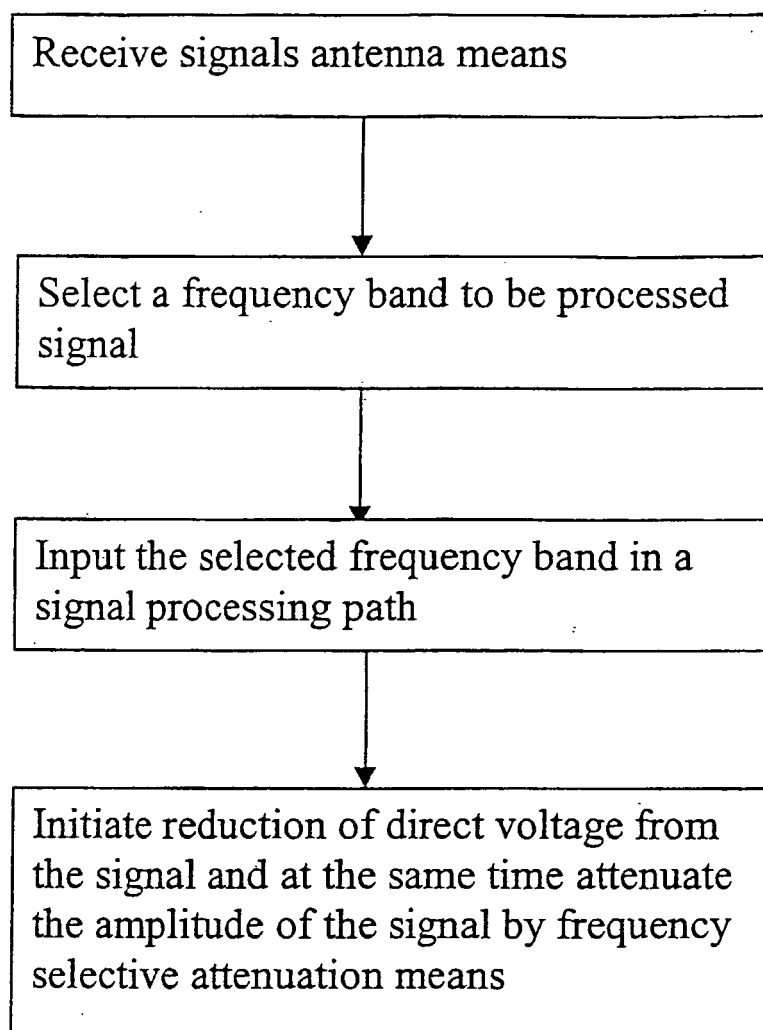 Receive signals antenna means
Select a frequency band to be processed
signal
Input the selected frequency band in a
signal processing path
Initiate reduction of direct voltage from
the signal and at the same time attenuate
the amplitude of the signal by frequency
selective attenuation means